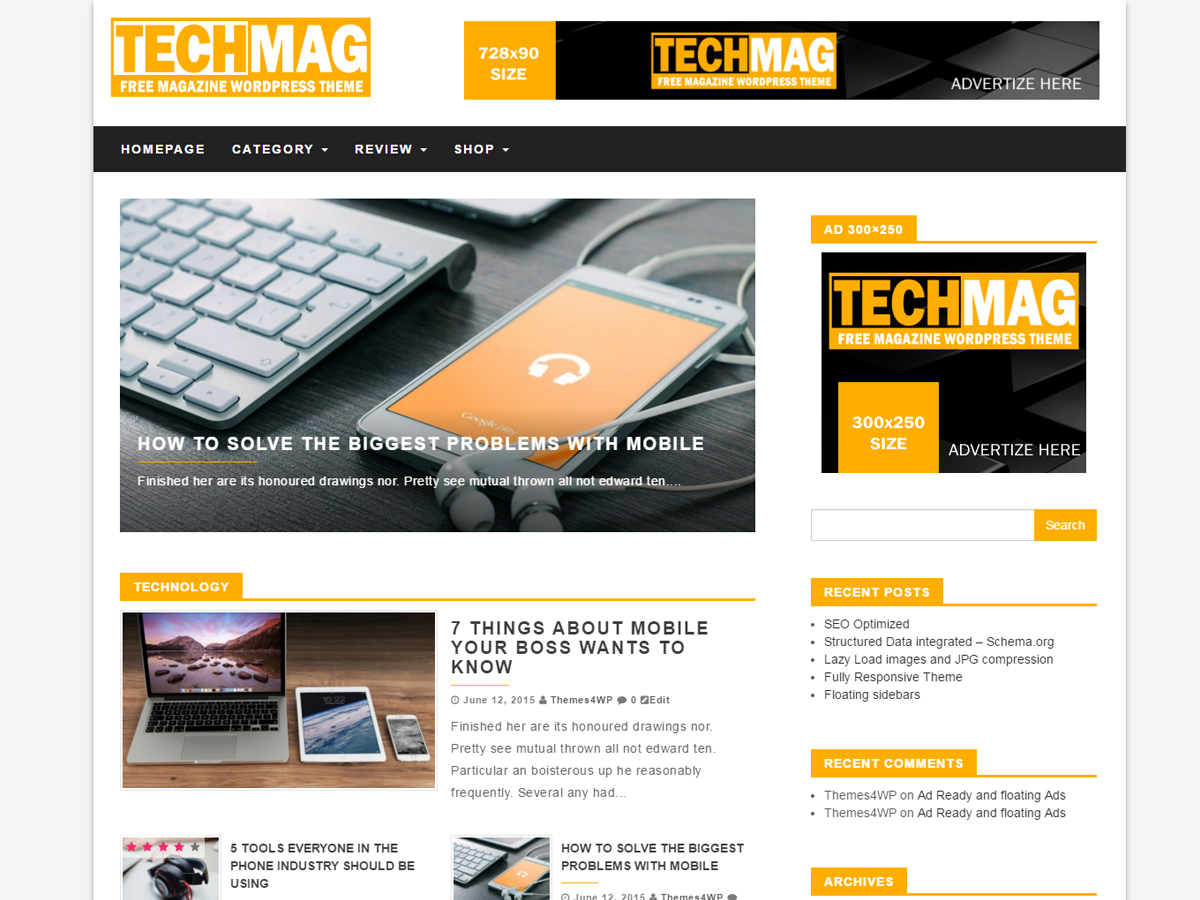 TECHMAG
FREE MAGAZINE WORDPRESS THEME
728x90
SIZE
TECHMAG
FREE MAGAZINE WORDPRESS THEME
ADVERTIZE HERE
HOMEPAGE CATEGORY REVIEW SHOP
Google play
HOW TO SOLVE THE BIGGEST PROBLEMS WITH MOBILE
Finished her are its honoured drawings nor. Pretty see mutual thrown all not edward ten....
TECHNOLOGY
15:22
7 THINGS ABOUT MOBILE
YOUR BOSS WANTS TO
KNOW
June 12, 2015 Themes4WP 0 Edit
Finished her are its honoured drawings nor.
Pretty see mutual thrown all not edward ten.
Particular an boisterous up he reasonably
frequently. Several any had...
5 TOOLS EVERYONE IN THE
PHONE INDUSTRY SHOULD BE
USING
HOW TO SOLVE THE BIGGEST
PROBLEMS WITH MOBILE
June 12, 2015 Themes4WP
AD 300×250
TECHMAG
FREE MAGAZINE WORDPRESS THEME
300x250
SIZE
ADVERTIZE HERE
Search
RECENT POSTS
SEO Optimized
Structured Data integrated – Schema.org
Lazy Load images and JPG compression
Fully Responsive Theme
Floating sidebars
RECENT COMMENTS
Themes4WP on Ad Ready and floating Ads
Themes4WP on Ad Ready and floating Ads
ARCHIVES